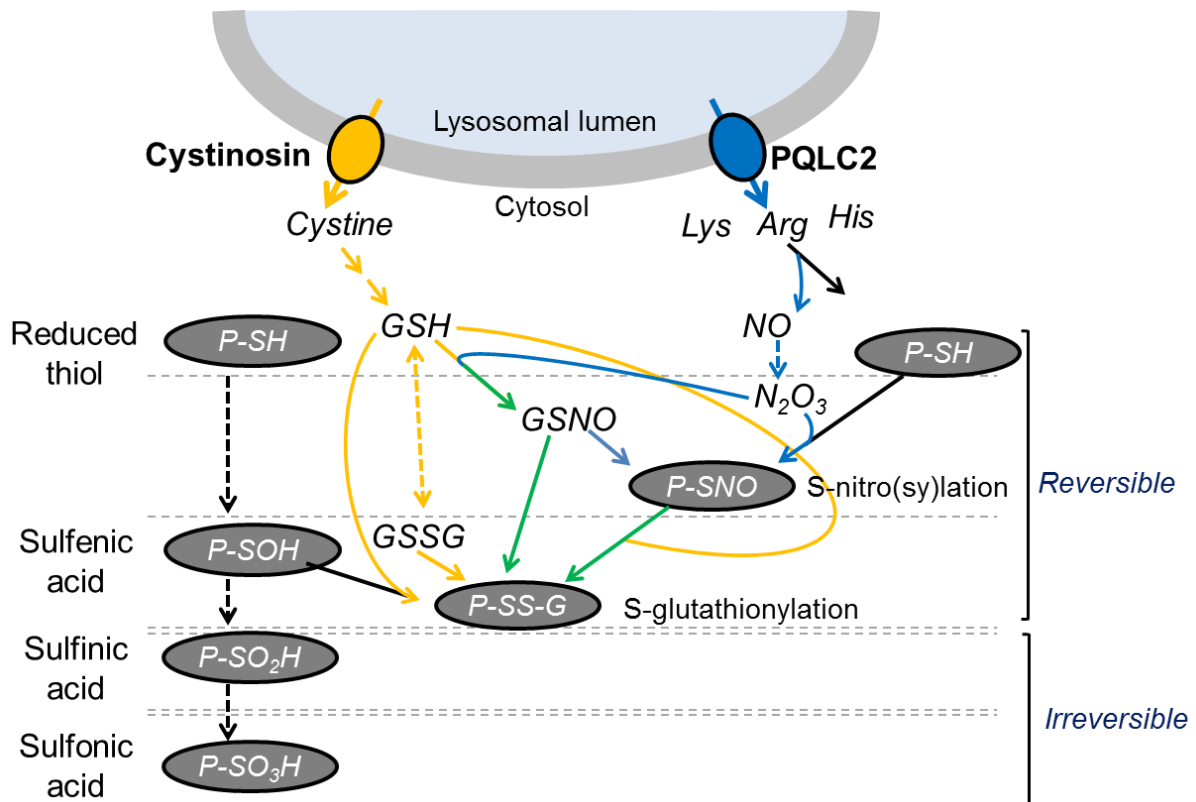 Lysosomal lumen
Cystinosin
PQLC2
Cytosol
Cystine
Lys Arg His
Reduced
thiol
P-SH
GSH
NO
P-SH
N2O3
GSNO
P-SNO
S-nitro(sy)lation
Reversible
Sulfenic
acid
P-SOH
GSSG
P-SS-G
S-glutathionylation
Sulfinic
acid
P-SO2H
Irreversible
Sulfonic
acid
P-SO3H